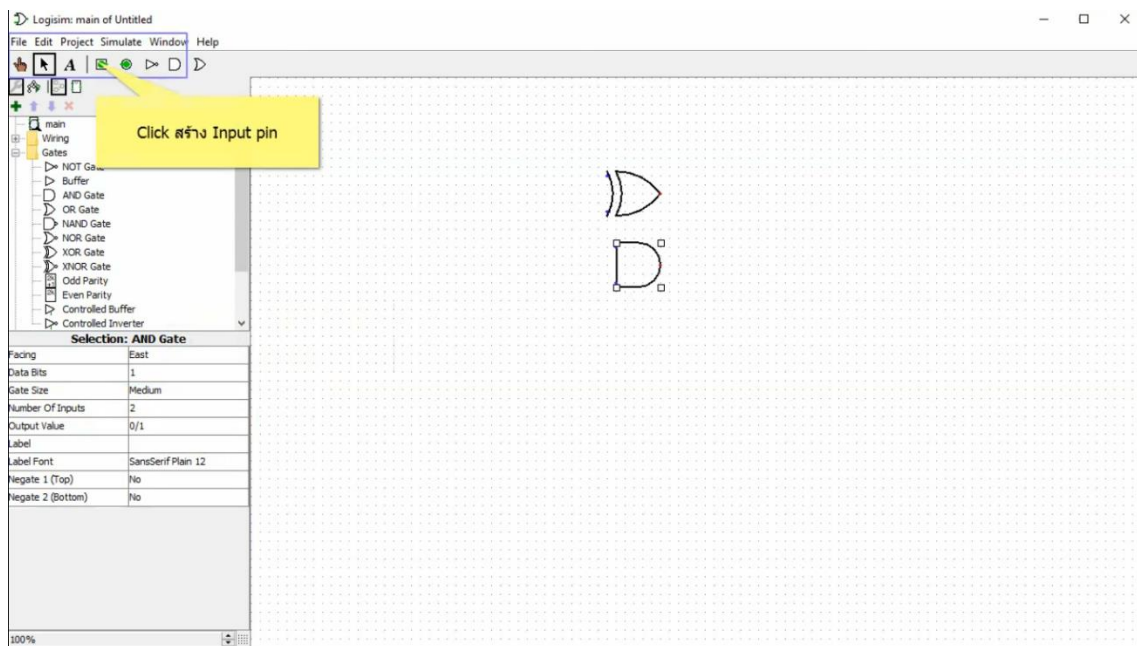 Logisim: main of Untitled
File Edit Project Simulate Window Help
A
Click สร้าง Input pin
main
Wiring
Gates
NOT Gate
Buffer
AND Gate
OR Gate
NAND Gate
NOR Gate
XOR Gate
XNOR Gate
Odd Parity
Even Parity
Controlled Buffer
Controlled Inverter
Selection: AND Gate
Facing East
Data Bits 1
Gate Size Medium
Number Of Inputs 2
Output Value 0/1
Label
Label Font SansSerif Plain 12
Negate 1 (Top) No
Negate 2 (Bottom) No
100%